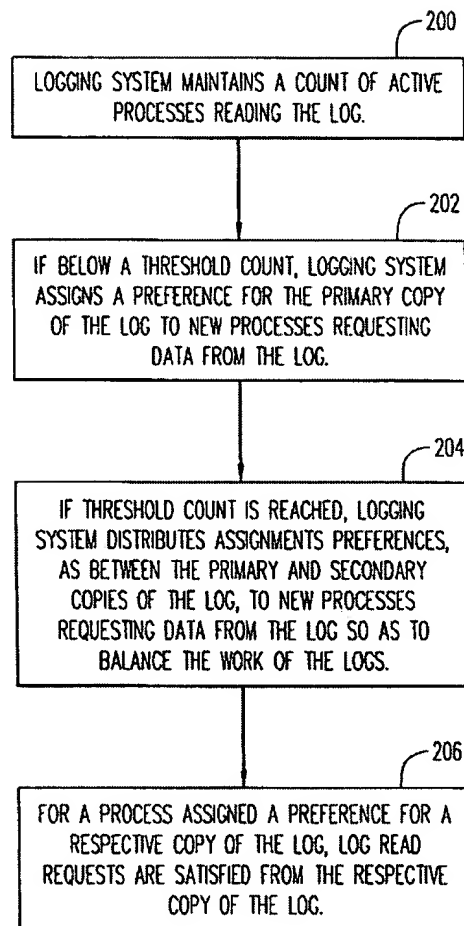 200
LOGGING SYSTEM MAINTAINS A COUNT OF ACTIVE
PROCESSES READING THE LOG.
202
IF BELOW A THRESHOLD COUNT, LOGGING SYSTEM
ASSIGNS A PREFERENCE FOR THE PRIMARY COPY
OF THE LOG TO NEW PROCESSES REQUESTING
DATA FROM THE LOG.
204
IF THRESHOLD COUNT IS REACHED, LOGGING
SYSTEM DISTRIBUTES ASSIGNMENTS PREFERENCES,
AS BETWEEN THE PRIMARY AND SECONDARY
COPIES OF THE LOG, TO NEW PROCESSES
REQUESTING DATA FROM THE LOG SO AS TO
BALANCE THE WORK OF THE LOGS.
206
FOR A PROCESS ASSIGNED A PREFERENCE FOR A
RESPECTIVE COPY OF THE LOG, LOG READ
REQUESTS ARE SATISFIED FROM THE RESPECTIVE
COPY OF THE LOG.